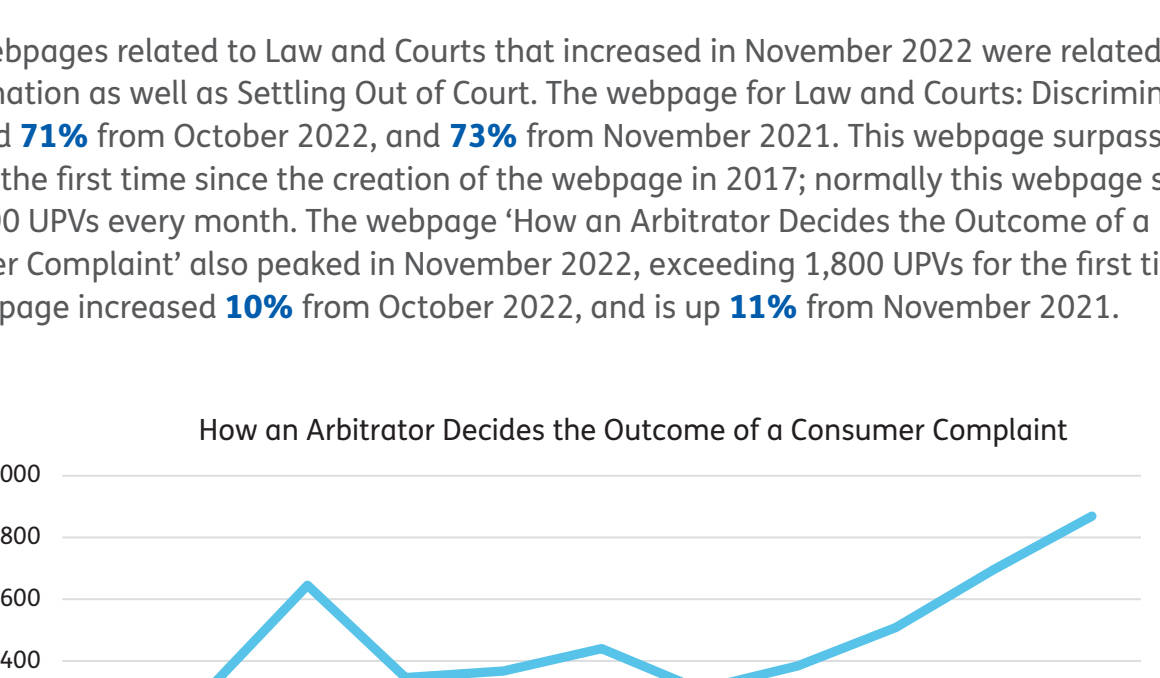 ebpages related to Law and Courts that increased in November 2022 were related
nation as well as Settling Out of Court. The webpage for Law and Courts: Discrimin
d 71% from October 2022, and 73% from November 2021. This webpage surpass
the first time since the creation of the webpage in 2017; normally this webpage s
00 UPVs every month. The webpage ‘How an Arbitrator Decides the Outcome of a
er Complaint’ also peaked in November 2022, exceeding 1,800 UPVs for the first ti
page increased 10% from October 2022, and is up 11% from November 2021.
How an Arbitrator Decides the Outcome of a Consumer Complaint
000
800
600
400